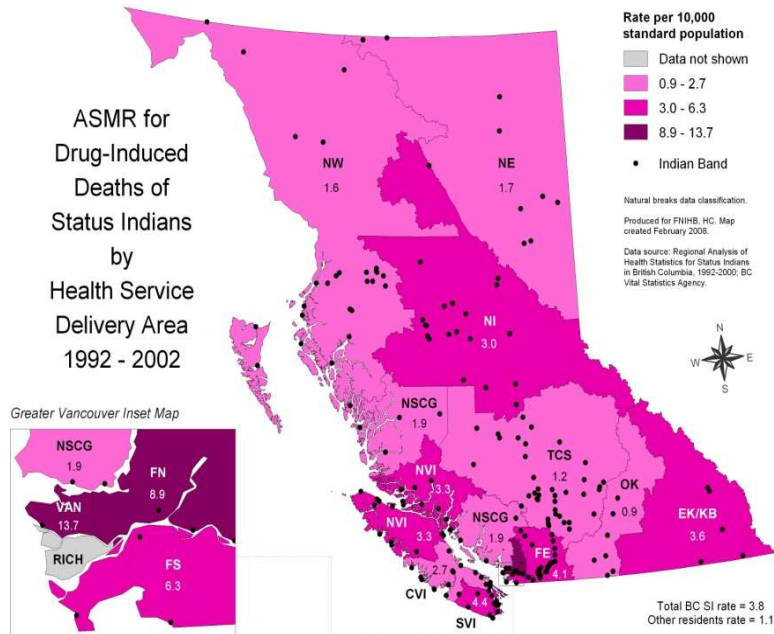 ASMR for
Drug-Induced
Deaths of
Status Indians
by
Health Service
Delivery Area
1992 - 2002
Rate per 10,000
standard population
Data not shown
0.9 - 2.7
3.0 - 6.3
8.9 - 13.7
Indian Band
Natural breaks data classification.
Produced for FNIHB, HC. Map
created February 2008.
Data source: Regional Analysis of
Health Statistics for Status Indians
in British Columbia, 1992-2000; BC
Vital Statistics Agency.
N
W E
S
NW
1.6
NE
1.7
NI
3.0
NSCG
1.9
NVI
3.3
TCS
1.2
OK
0.9
EK/KB
3.6
NVI
3.3
NSCG
1.9
FE
4.1
2.7
CVI
4.4
SVI
Greater Vancouver Inset Map
NSCG
1.9
FN
8.9
VAN
13.7
RICH
FS
6.3
Total BC SI rate = 3.8
Other residents rate = 1.1